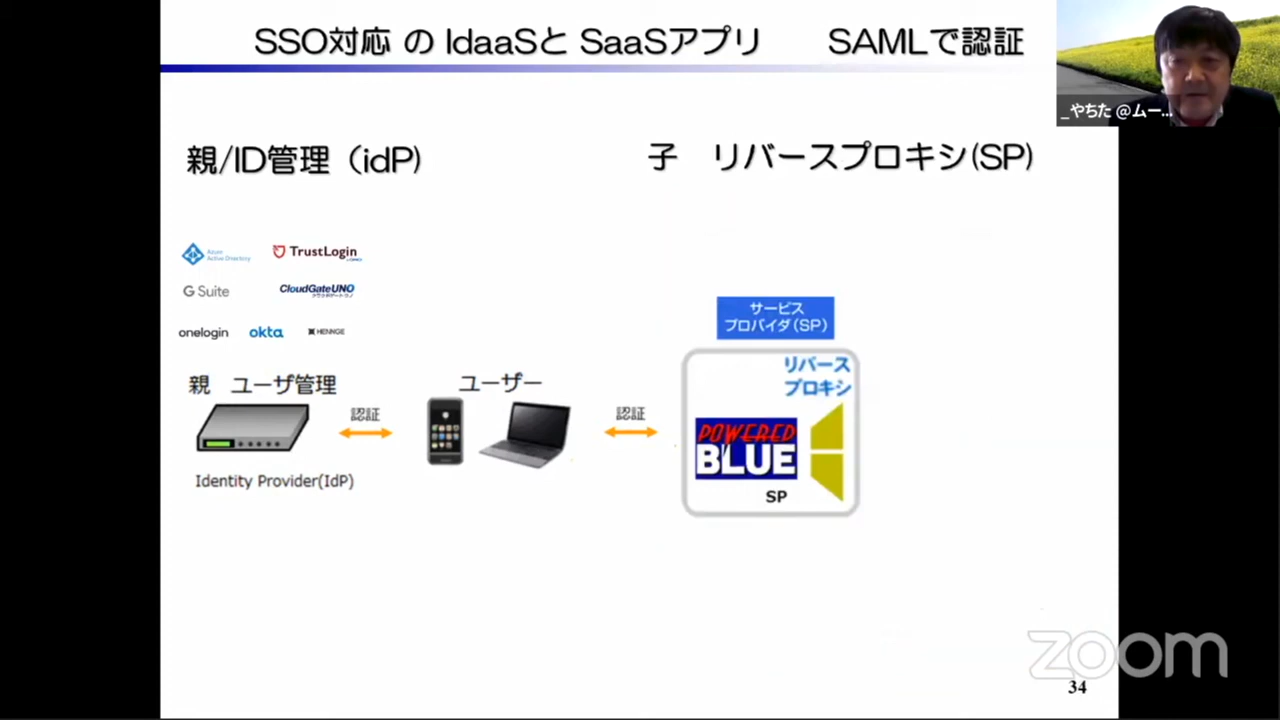 SSO対応 の IdaaSと SaaSアプリ　　SAMLで認証
_やちた @ムー...
親/ID管理（idP)
子　リバースプロキシ(SP)
Azure
Active Directory
TrustLogin
G Suite
CloudGateUNO
onelogin
okta
HENNGE
サービス
プロバイダ(SP)
リバース
プロキシ
親　ユーザ管理
ユーザー
認証
認証
POWERED
BLUE
SP
Identity Provider(IdP)
zoom
34